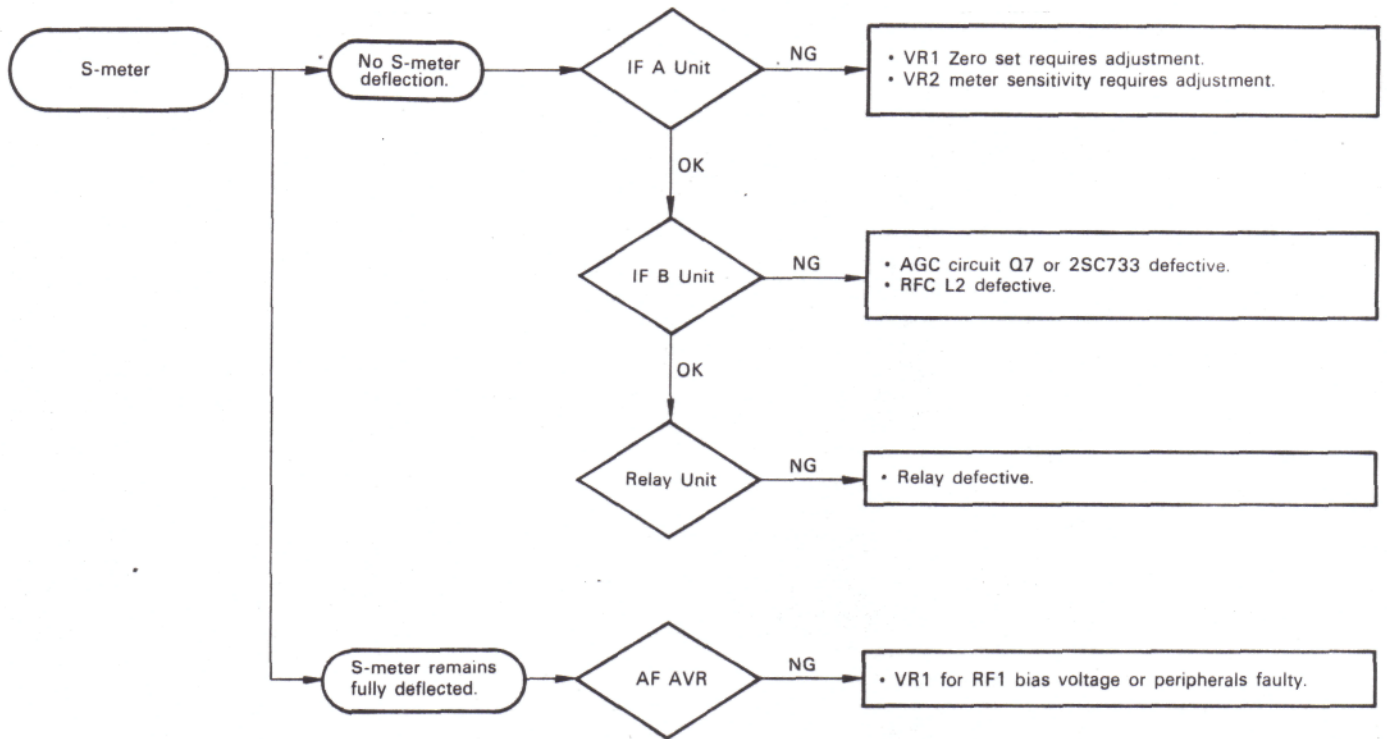 S-meter
No S-meter
deflection.
IF A Unit
NG
• VR1 Zero set requires adjustment.
• VR2 meter sensitivity requires adjustment.
OK
IF B Unit
NG
• AGC circuit Q7 or 2SC733 defective.
• RFC L2 defective.
OK
Relay Unit
NG
• Relay defective.
S-meter remains
fully deflected.
AF AVR
NG
• VR1 for RF1 bias voltage or peripherals faulty.